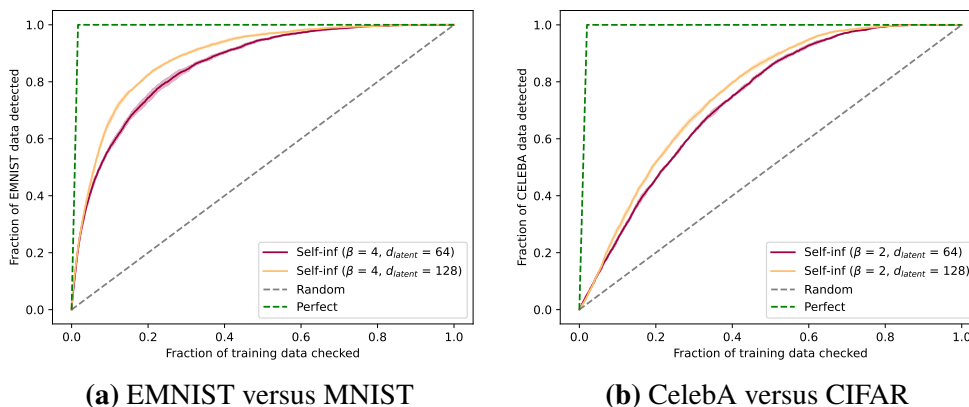 1.0
0.8
0.6
0.4
0.2
0.0
Fraction of EMNIST data detected
Self-inf (β = 4, d_latent = 64)
Self-inf (β = 4, d_latent = 128)
Random
Perfect
0.0 0.2 0.4 0.6 0.8 1.0
Fraction of training data checked
(a) EMNIST versus MNIST
1.0
0.8
0.6
0.4
0.2
0.0
Fraction of CELEBA data detected
Self-inf (β = 2, d_latent = 64)
Self-inf (β = 2, d_latent = 128)
Random
Perfect
0.0 0.2 0.4 0.6 0.8 1.0
Fraction of training data checked
(b) CelebA versus CIFAR